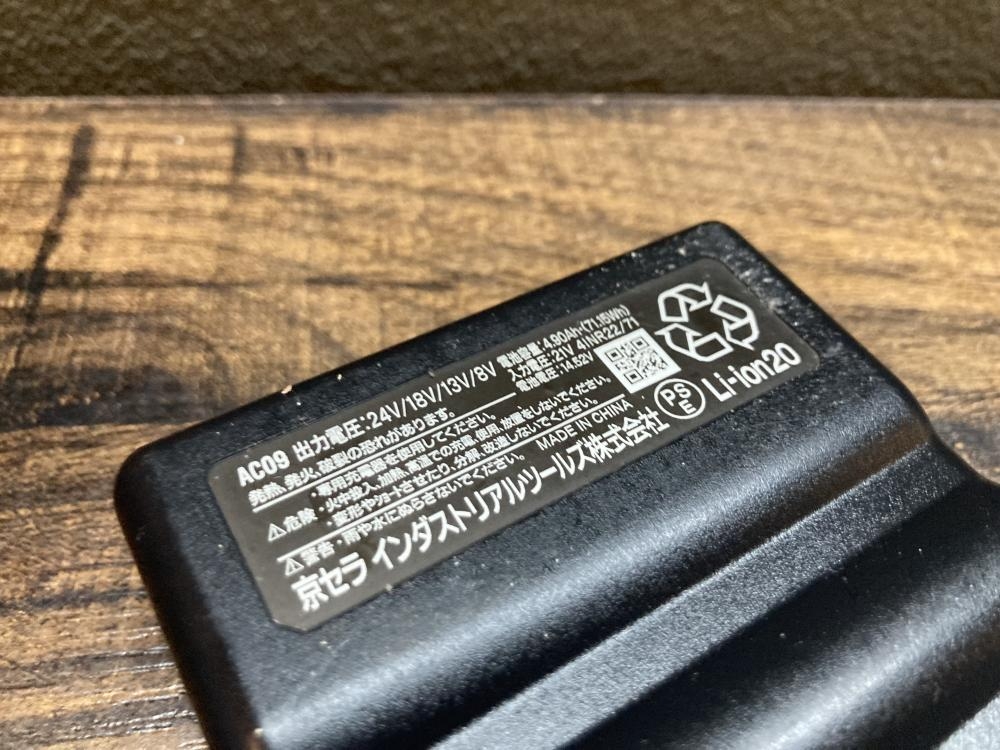 AC09 出力電圧:24V/18V/13V/8V
電池容量:4.90Ah-(71.15Wh)
入力電圧:21V 4INR22/71
電池電圧:14.52V
発熱、発火、破裂の恐れがあります。
⚠危険・専用充電器を使用してください。
・火中投入、加熱、高温での充電、使用、放置をしないでください。
・変形やショートさせたり、分解、改造しないでください。
⚠警告・雨や水にぬらさないでください。
MADE IN CHINA
京セラ インダストリアルツールズ株式会社
PSE
Li-ion20